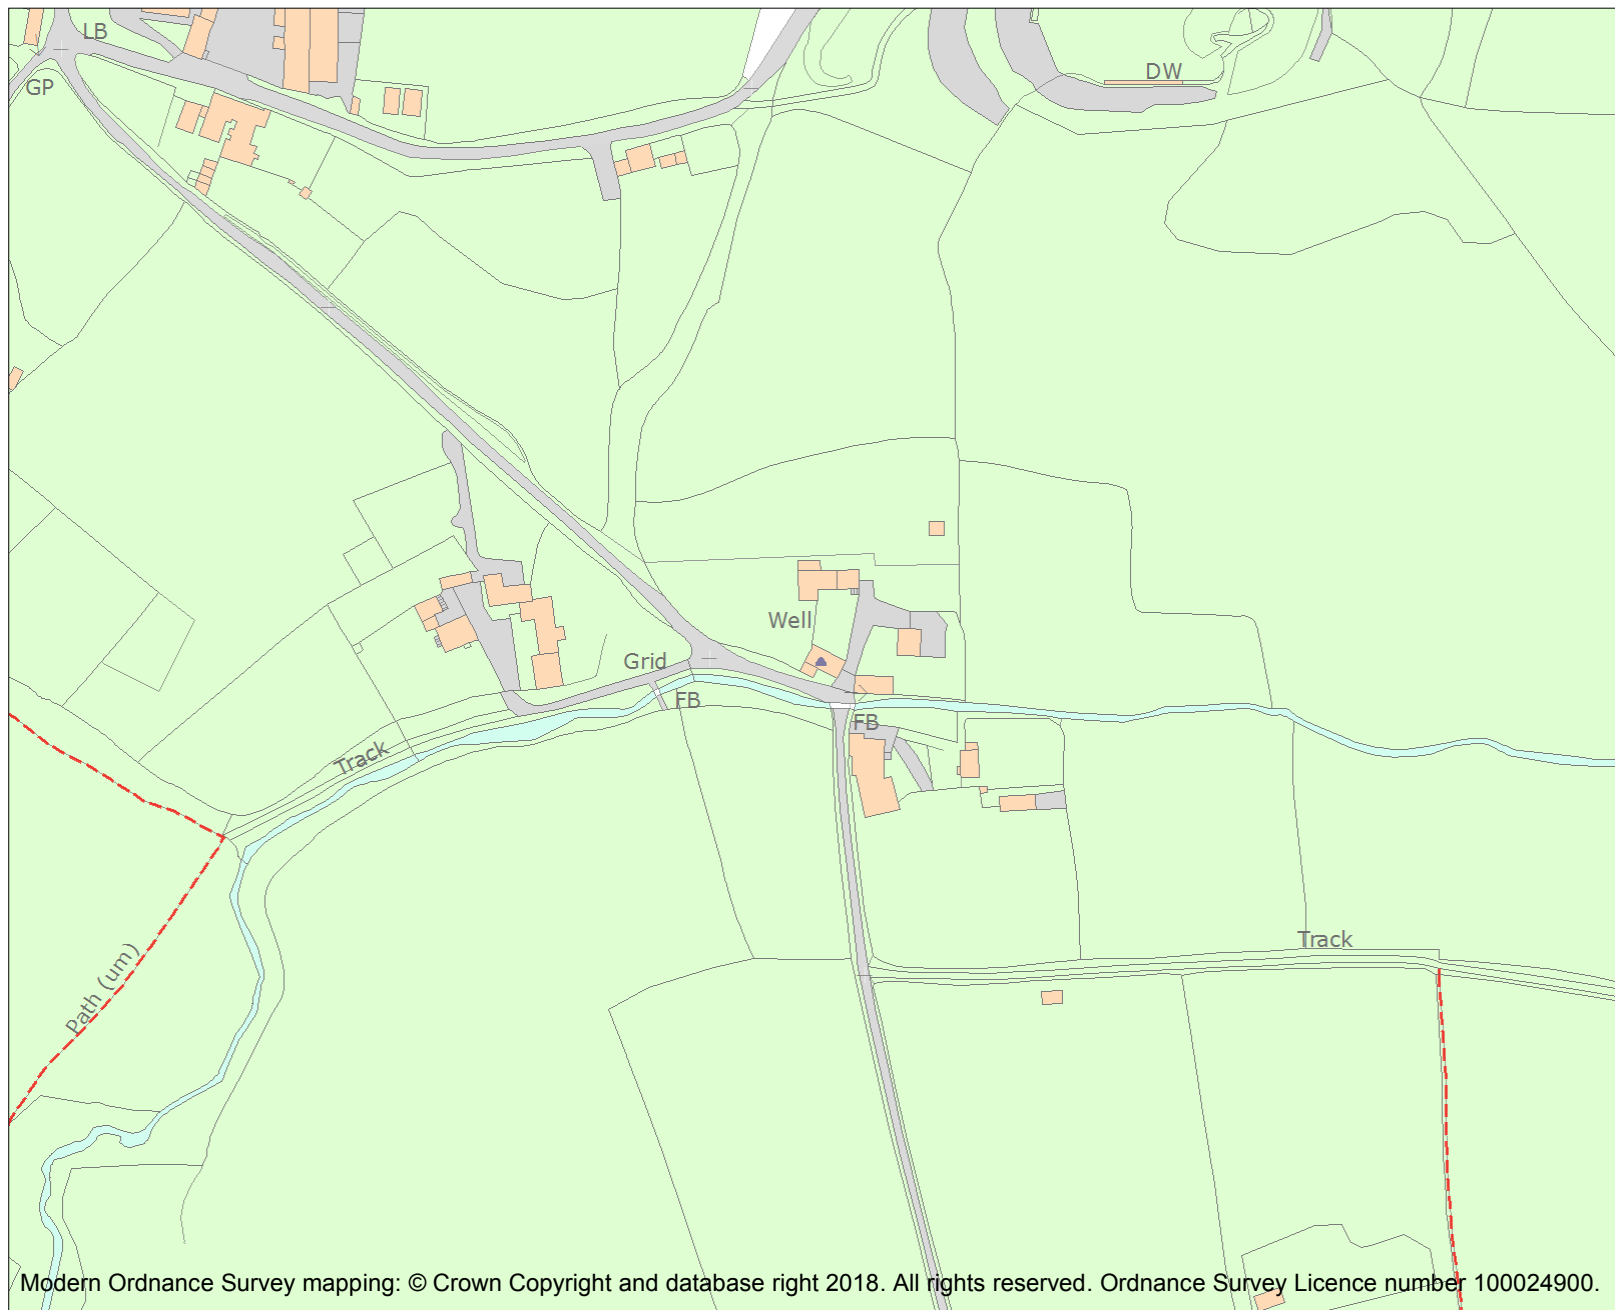 LB
GP
DW
Well
Grid
FB
FB
Track
Track
Path (um)
Modern Ordnance Survey mapping: © Crown Copyright and database right 2018. All rights reserved. Ordnance Survey Licence number 100024900.